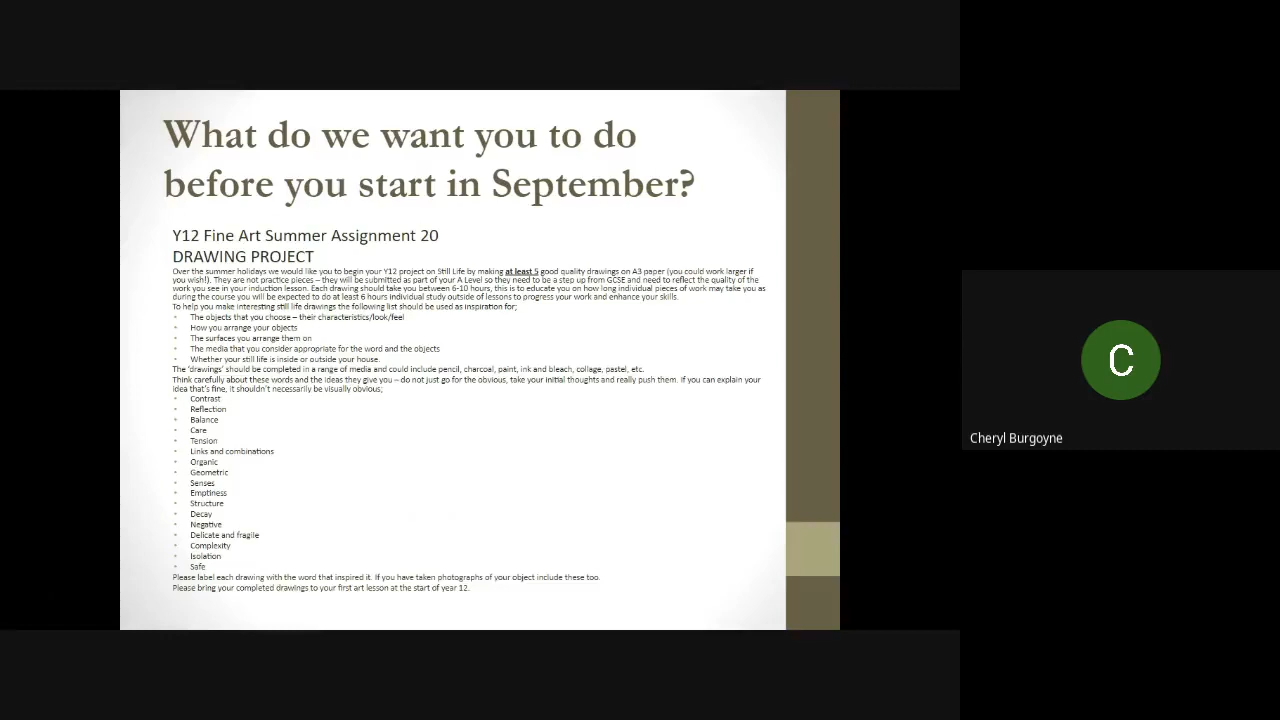 What do we want you to do
before you start in September?
Y12 Fine Art Summer Assignment 20
DRAWING PROJECT
Over the summer holidays we would like you to begin your Y12 project on Still Life by making at least 5 good quality drawings on A3 paper (you could work larger if
you wish!). They are not practice pieces – they will be submitted as part of your A Level so they need to be a step up from GCSE and need to reflect the quality of the
work you see in your induction lesson. Each drawing should take you between 6-10 hours, this is to educate you on how long individual pieces of work may take you as
during the course you will be expected to do at least 6 hours individual study outside of lessons to progress your work and enhance your skills.
To help you make interesting still life drawings the following list should be used as inspiration for;
• The objects that you choose – their characteristics/look/feel
• How you arrange your objects
• The surfaces you arrange them on
• The media that you consider appropriate for the word and the objects
• Whether your still life is inside or outside your house.
The 'drawings' should be completed in a range of media and could include pencil, charcoal, paint, ink and bleach, collage, pastel, etc.
Think carefully about these words and the ideas they give you – do not just go for the obvious, take your initial thoughts and really push them. If you can explain your
idea that's fine, it shouldn't necessarily be visually obvious;
• Contrast
• Reflection
• Balance
• Care
• Tension
• Links and combinations
• Organic
• Geometric
• Senses
• Emptiness
• Structure
• Decay
• Negative
• Delicate and fragile
• Complexity
• Isolation
• Safe
Please label each drawing with the word that inspired it. If you have taken photographs of your object include these too.
Please bring your completed drawings to your first art lesson at the start of year 12.
C
Cheryl Burgoyne